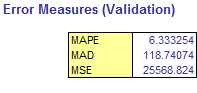 Error Measures (Validation)
MAPE 6.333254
MAD 118.74074
MSE 25568.824